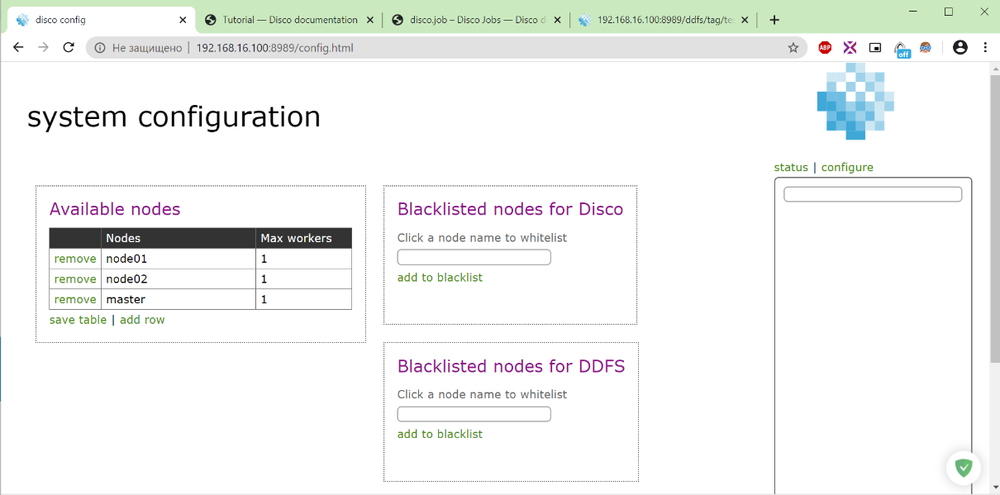 disco config
Tutorial — Disco documentation
disco.job – Disco Jobs — Disco d
192.168.16.100:8989/ddfs/tag/te
Не защищено | 192.168.16.100:8989/config.html
ABP
off
system configuration
status | configure
Available nodes
Nodes Max workers
remove node01 1
remove node02 1
remove master 1
save table | add row
Blacklisted nodes for Disco
Click a node name to whitelist
add to blacklist
Blacklisted nodes for DDFS
Click a node name to whitelist
add to blacklist